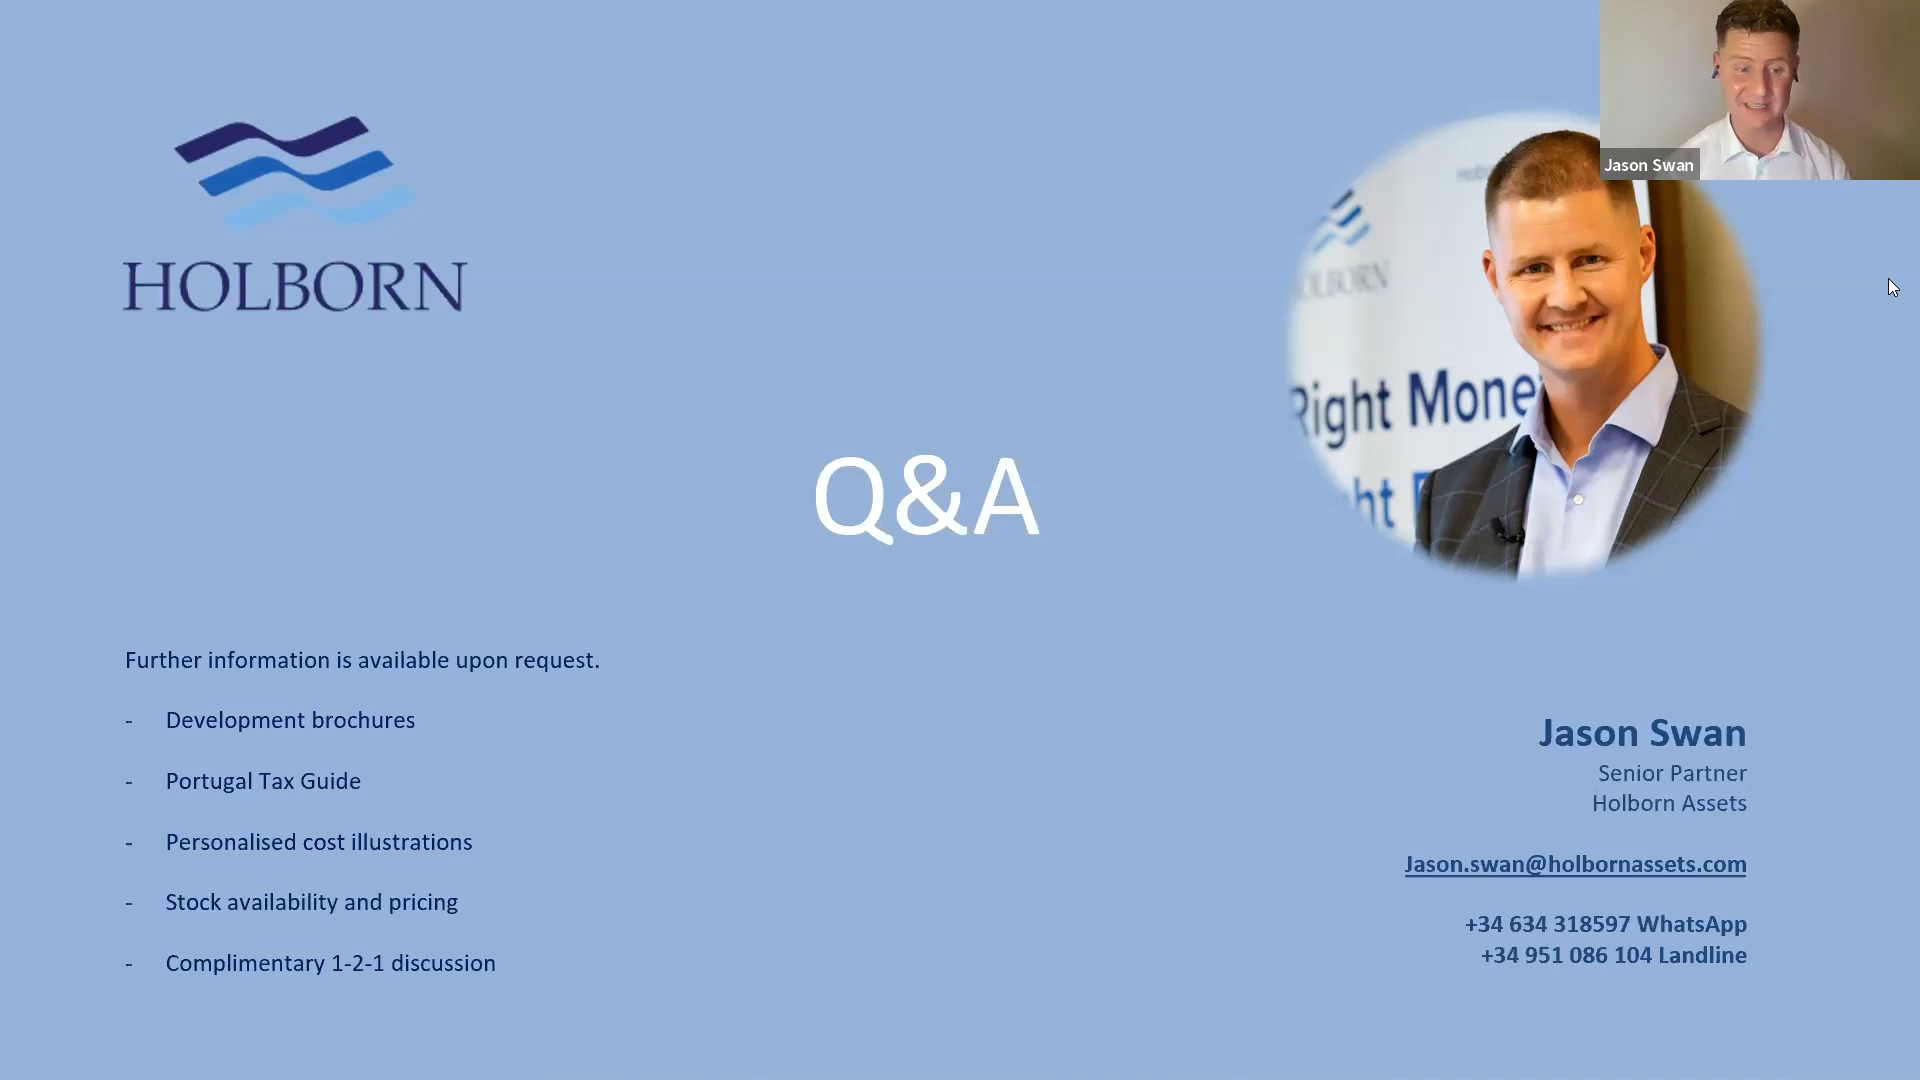 Jason Swan
HOLBORN
HOLBORN
Right Mone
ht
Q&A
Further information is available upon request.
- Development brochures
- Portugal Tax Guide
- Personalised cost illustrations
- Stock availability and pricing
- Complimentary 1-2-1 discussion
Jason Swan
Senior Partner
Holborn Assets
Jason.swan@holbornassets.com
+34 634 318597 WhatsApp
+34 951 086 104 Landline